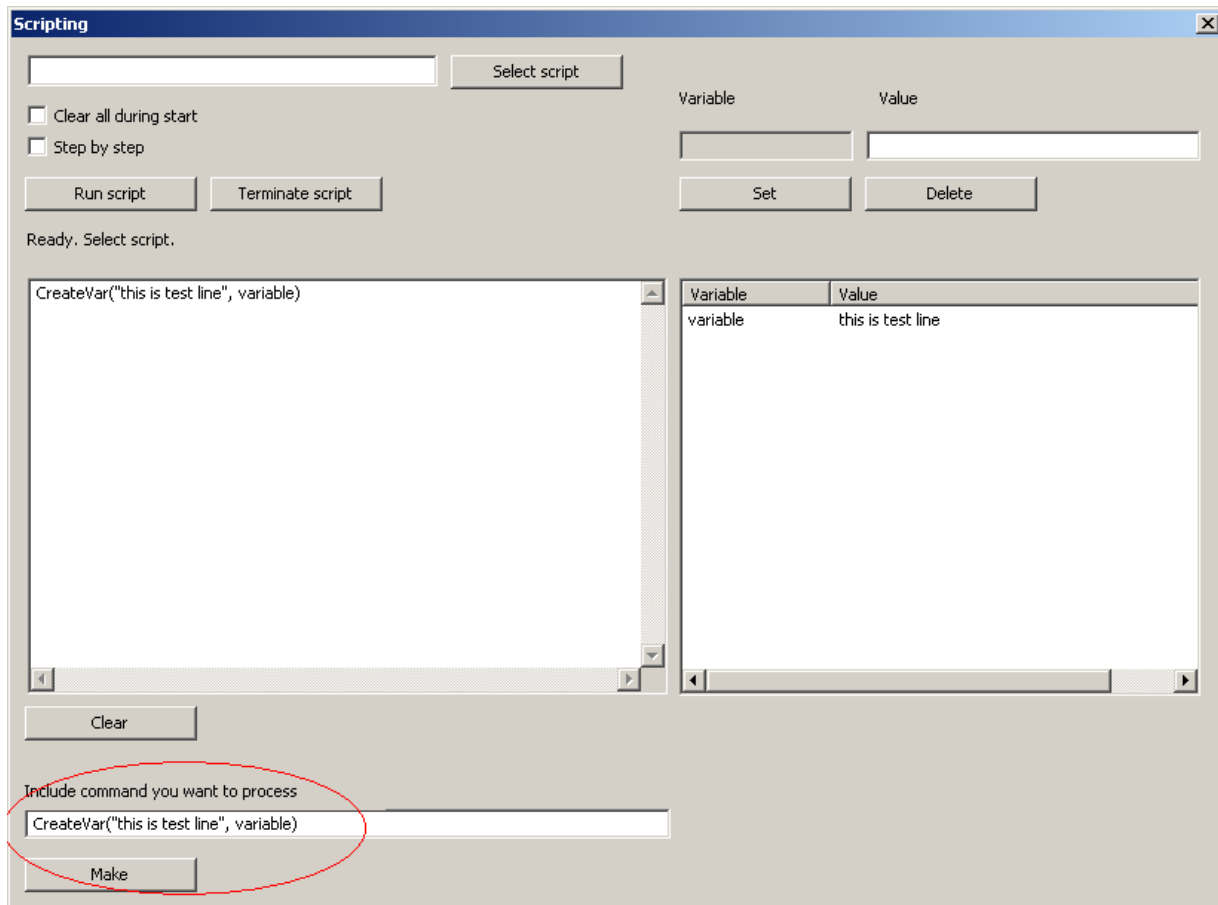 Scripting
Select script
Clear all during start
Step by step
Variable Value
Run script Terminate script
Set Delete
Ready. Select script.
CreateVar("this is test line", variable)
Variable Value
variable this is test line
Clear
Include command you want to process
CreateVar("this is test line", variable)
Make